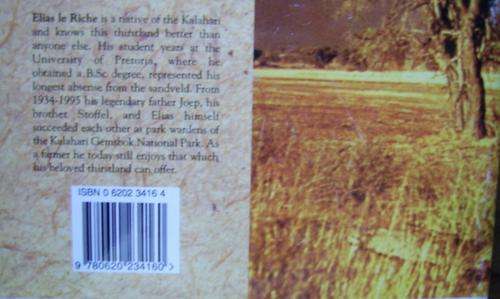 Elias le Riche is a native of the Kalahari
and knows this thirstland better than
anyone else. His student years at the
University of Pretoria, where he
obtained a B.Sc degree, represented his
longest absense from the sandveld. From
1934-1995 his legendary father Joep, his
brother Stoffel, and Elias himself
succeeded each other as park wardens of
the Kalahari Gemsbok National Park. As
a farmer he today still enjoys that which
his beloved thirstland can offer.
ISBN 0 6202 3416 4
9 780620 234160